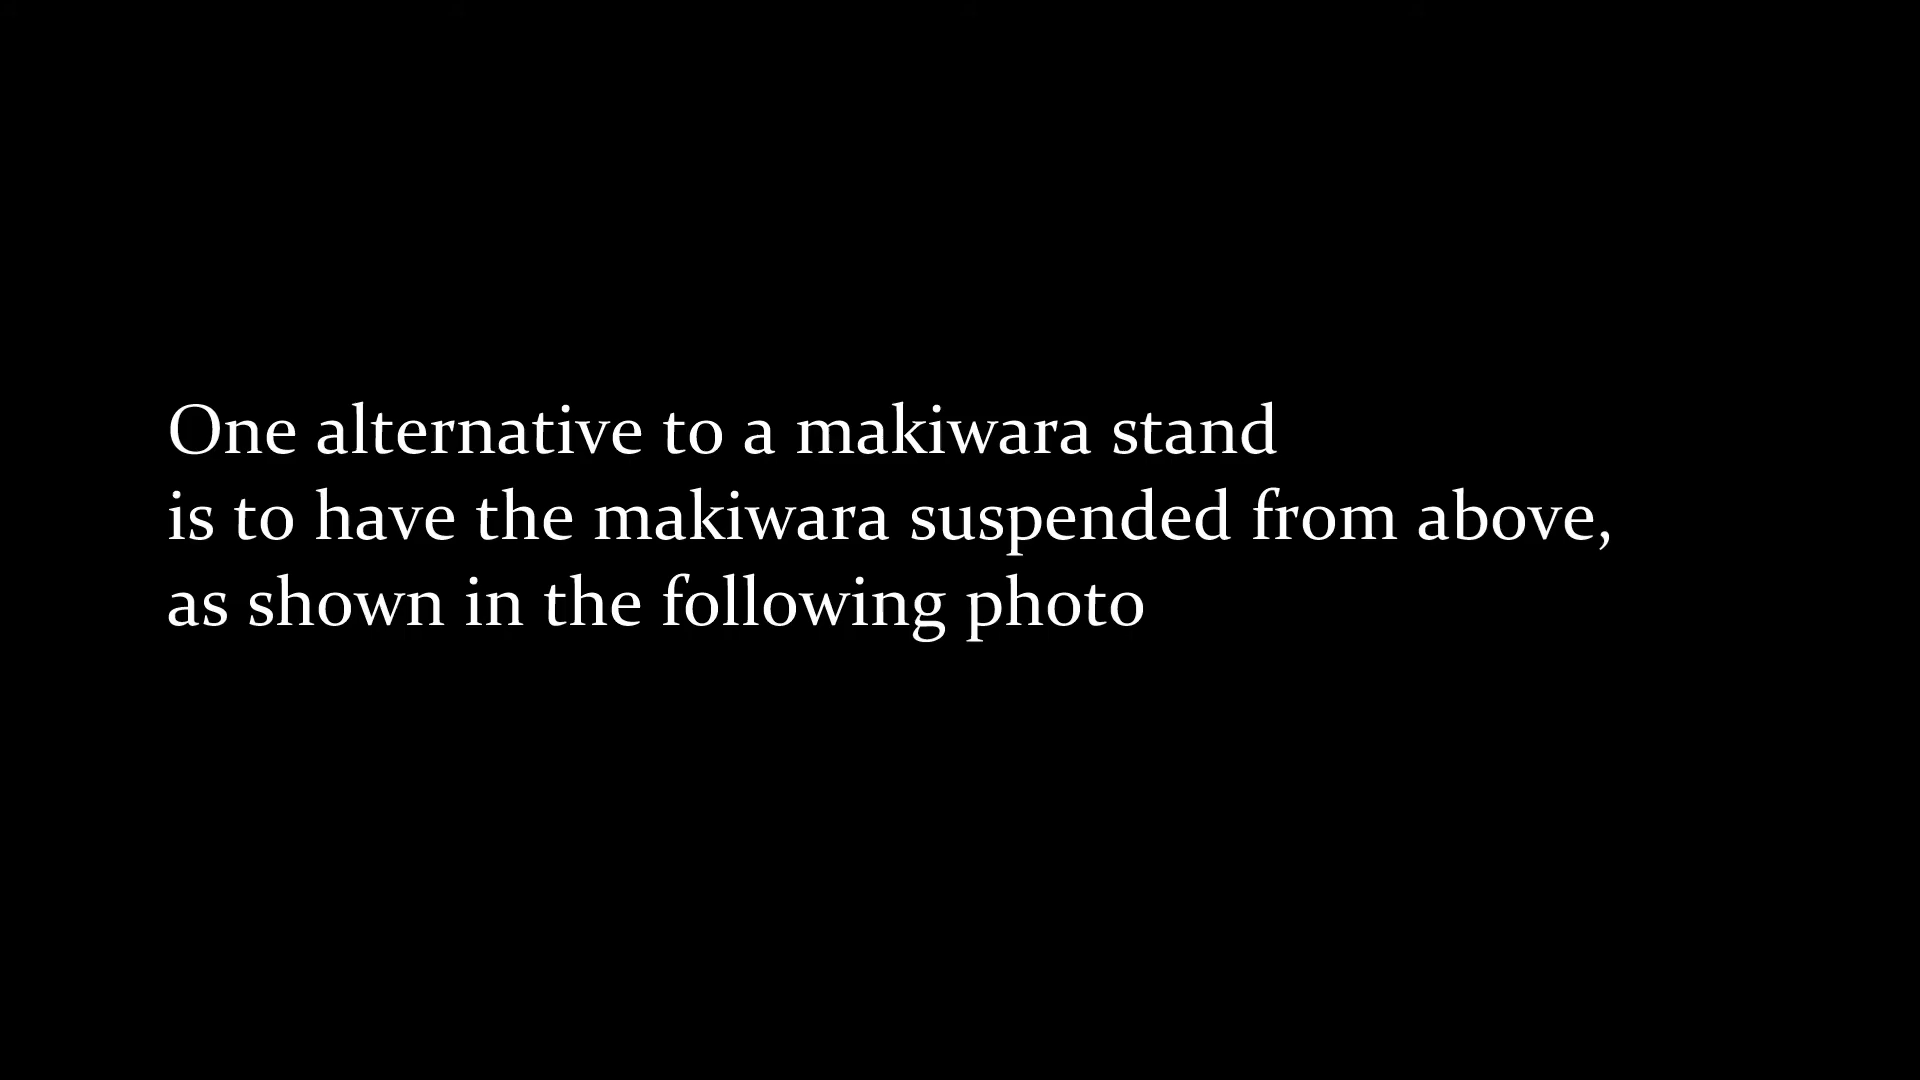 One alternative to a makiwara stand
is to have the makiwara suspended from above,
as shown in the following photo